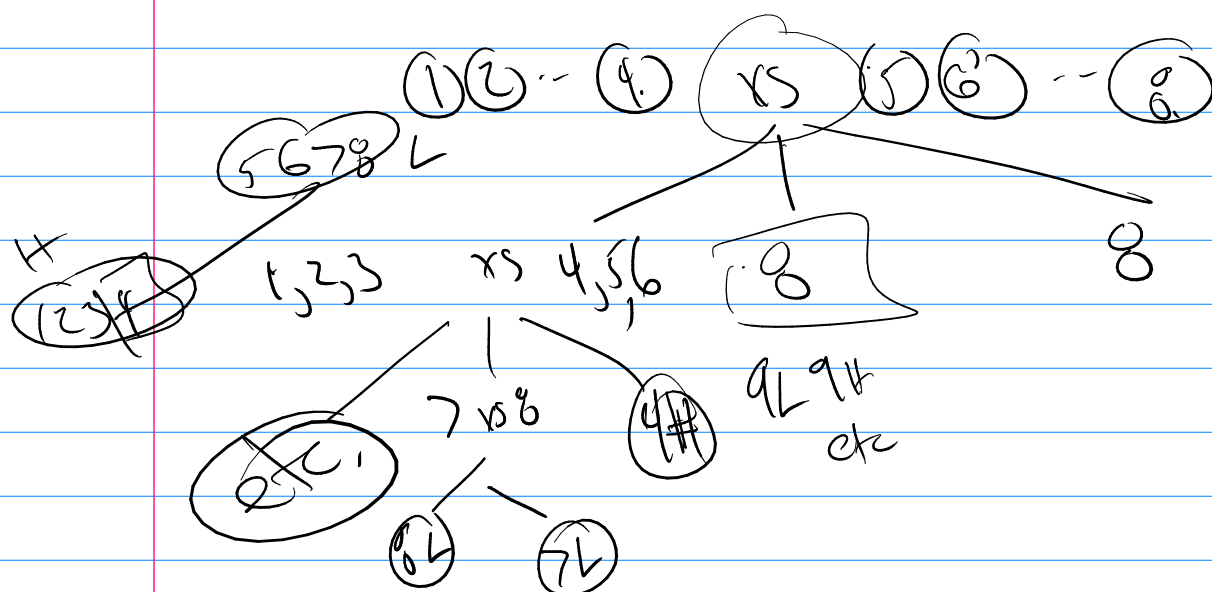 1 2 -- 4 vs 5 6 -- 8
5678 L
H
1234
1,2,3 vs 4,5,6 8 8
7 vs 8 4H 9L 9H
etc. etc
8L 7L